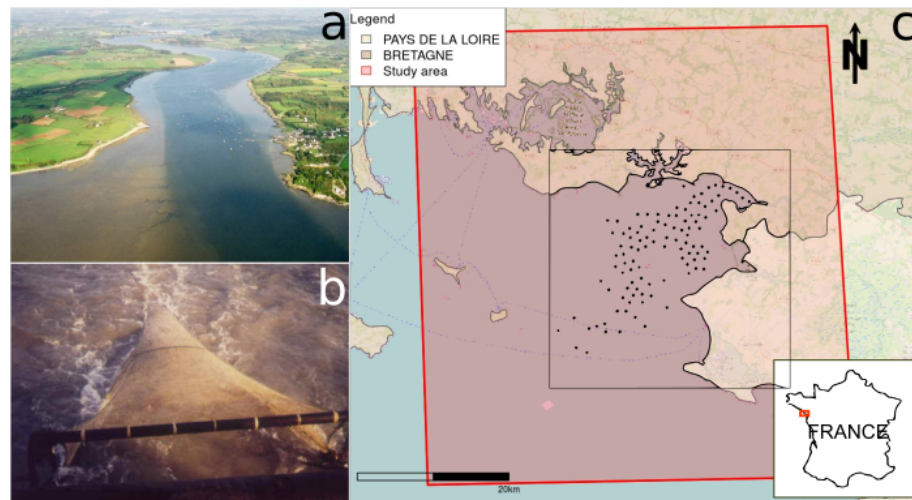 a
b
c
Legend
PAYS DE LA LOIRE
BRETAGNE
Study area
N
20km
FRANCE